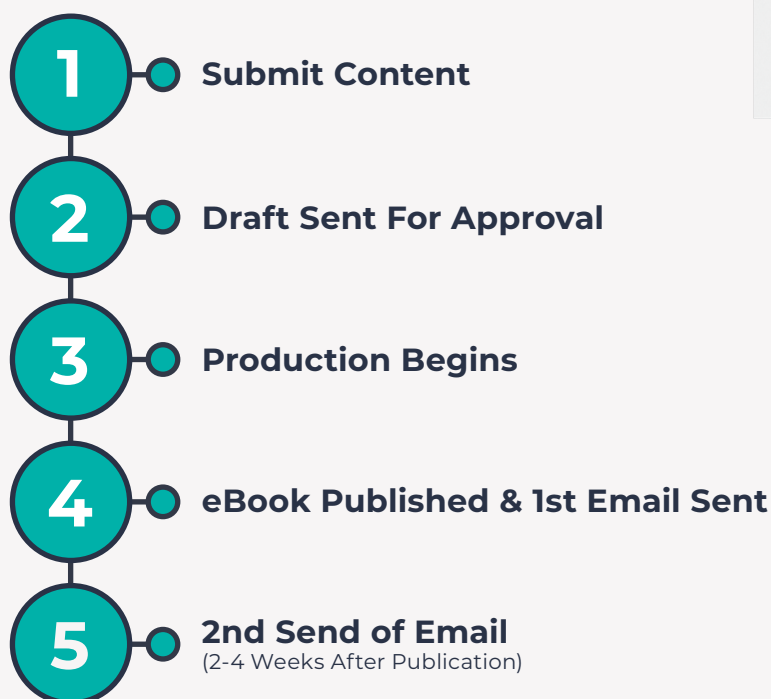 1
Submit Content
2
Draft Sent For Approval
3
Production Begins
4
eBook Published & 1st Email Sent
5
2nd Send of Email
(2-4 Weeks After Publication)